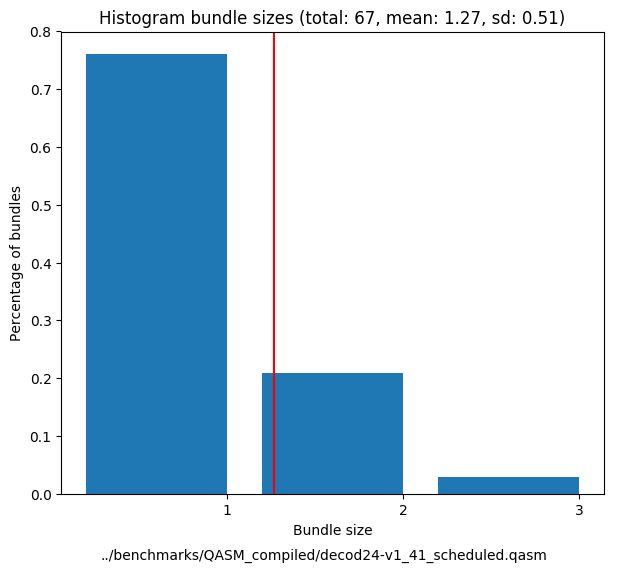 Histogram bundle sizes (total: 67, mean: 1.27, sd: 0.51)
0.8
0.7
0.6
0.5
0.4
0.3
0.2
0.1
0.0
Percentage of bundles
1 2 3
Bundle size
../benchmarks/QASM_compiled/decod24-v1_41_scheduled.qasm